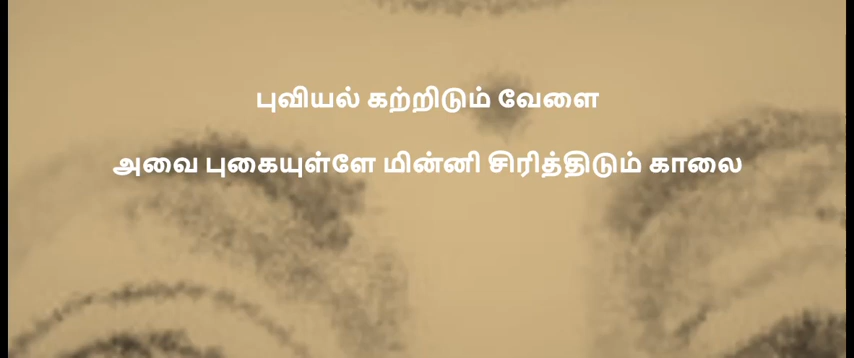 புவியல் கற்றிடும் வேளை
அவை புகையுள்ளே மின்னி சிரித்திடும் காலை